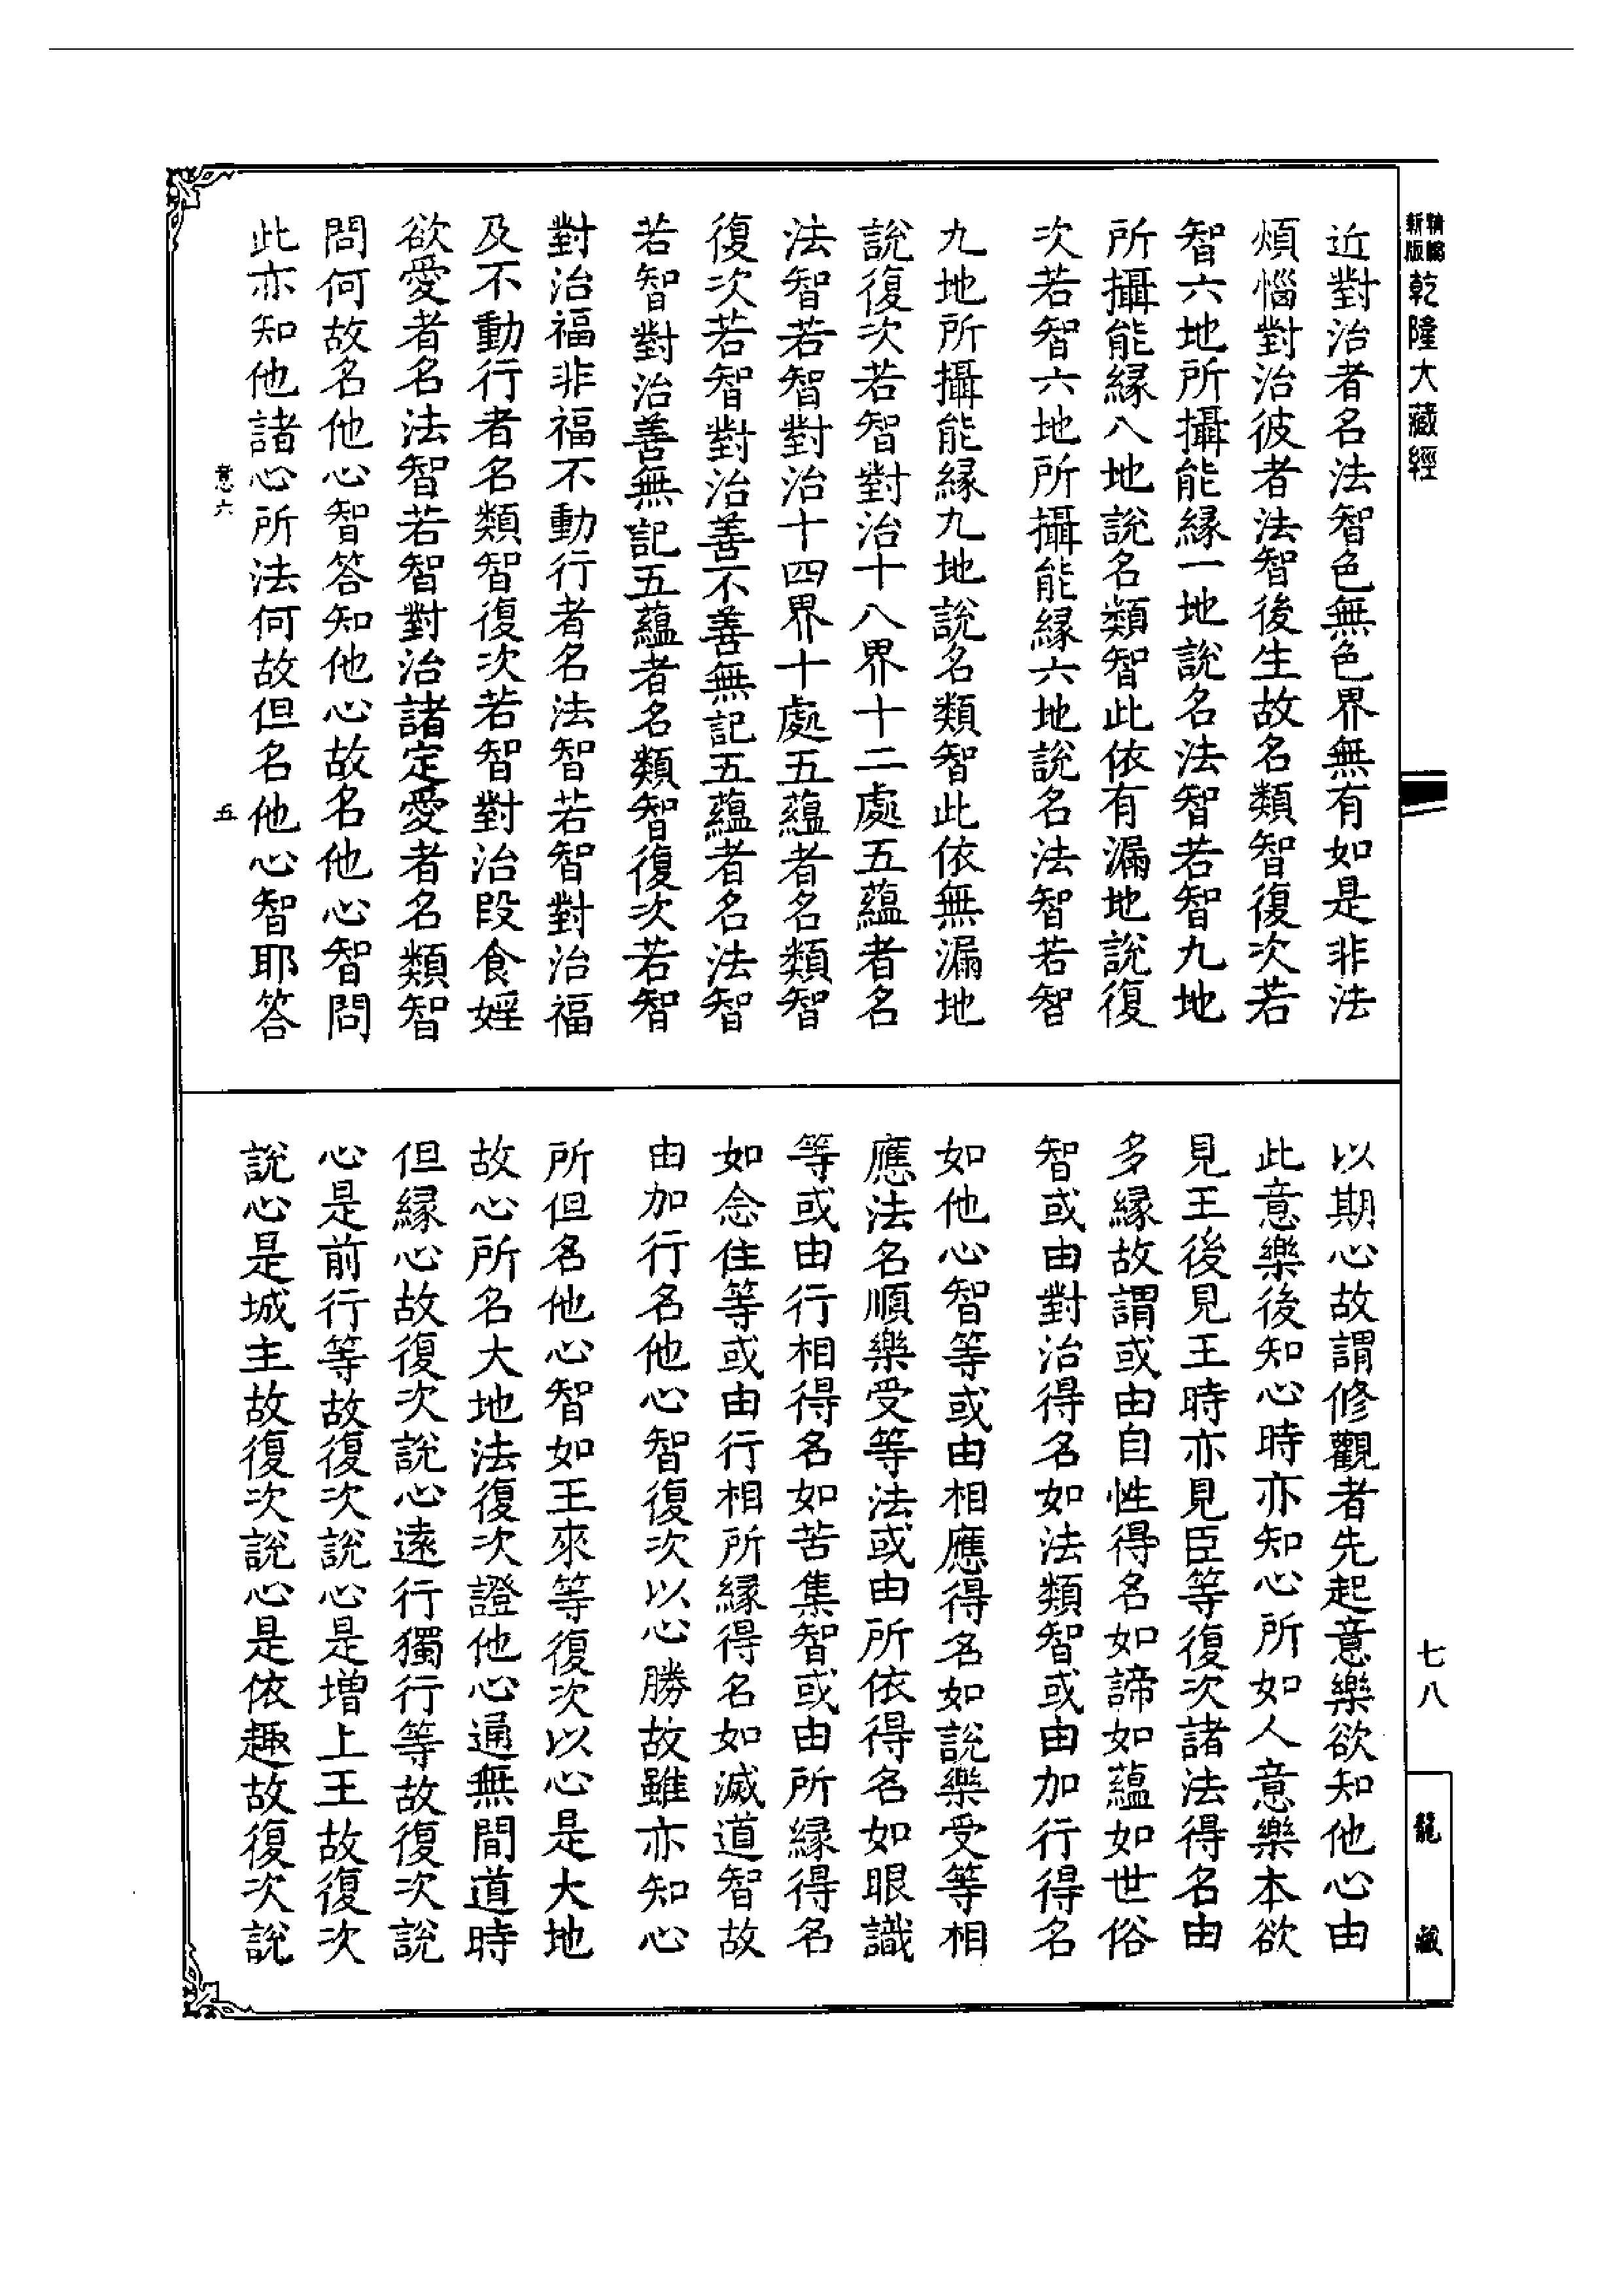 新版
精編
乾隆大藏經
近對治者名法智色無色界無有如是非法
煩惱對治彼者法智後生故名類智復次若
智六地所攝能緣一地說名法智若智九地
所攝能緣八地說名類智此依有漏地說復
次若智六地所攝能緣六地說名法智若智
九地所攝能緣九地說名類智此依無漏地
說復次若智對治十八界十二處五蘊者名
法智若智對治十四界十處五蘊者名類智
復次若智對治善不善無記五蘊者名法智
若智對治善無記五蘊者名類智復次若智
對治福非福不動行者名法智若智對治福
及不動行者名類智復次若智對治段食婬
欲愛者名法智若智對治諸定愛者名類智
問何故名他心智答知他心故名他心智問
此亦知他諸心所法何故但名他心智耶答
意六
五
以期心故謂修觀者先起意樂欲知他心由
此意樂後知心時亦知心所如人意樂本欲
見王後見王時亦見臣等復次諸法得名由
多緣故謂或由自性得名如諦如蘊如世俗
智或由對治得名如法類智或由加行得名
如他心智等或由相應得名如說樂受等相
應法名順樂受等法或由所依得名如眼識
等或由行相得名如苦集智或由所緣得名
如念住等或由行相所緣得名如滅道智故
由加行名他心智復次以心勝故雖亦知心
所但名他心智如王來等復次以心是大地
故心所名大地法復次證他心通無間道時
但緣心故復次說心遠行獨行等故復次說
心是前行等故復次說心是增上王故復次
說心是城主故復次說心是依趣故復次說
七八
龍藏